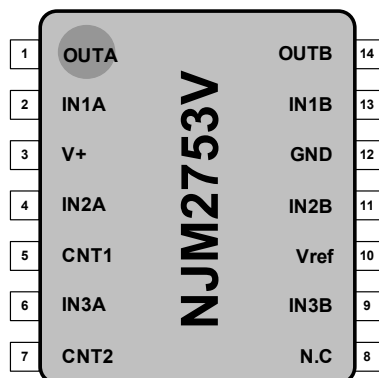 1 OUTA OUTB 14
2 IN1A IN1B 13
3 V+ GND 12
4 IN2A IN2B 11
5 CNT1 Vref 10
6 IN3A IN3B 9
7 CNT2 N.C 8
NJM2753V